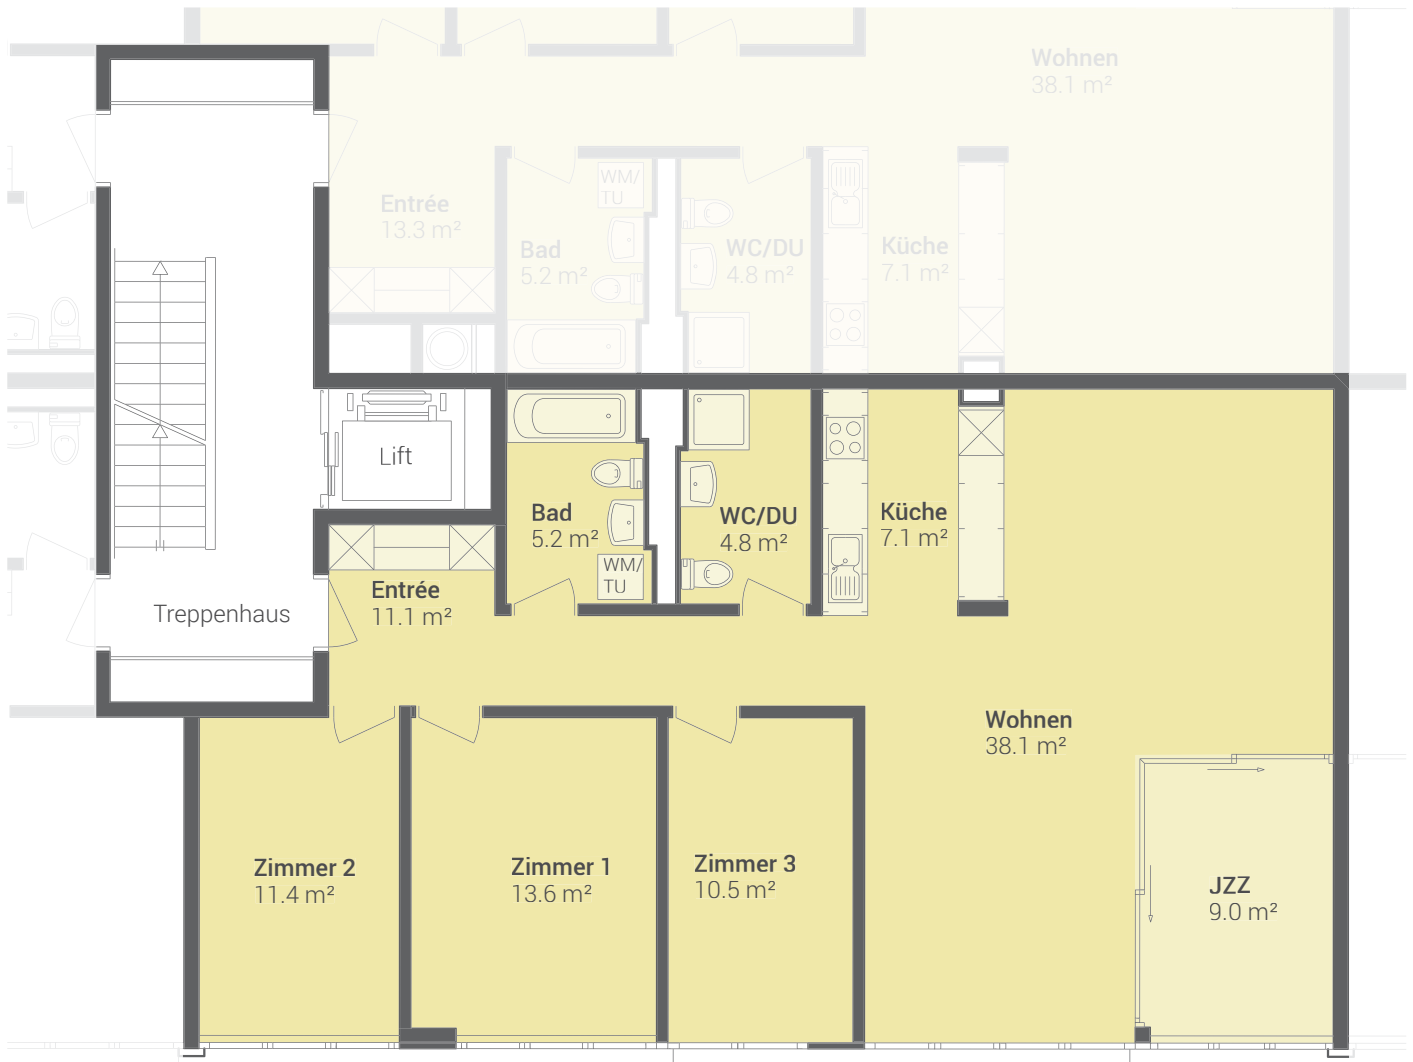 Wohnen
38.1 m²
WM/
TU
Entrée
13.3 m²
Bad
5.2 m²
WC/DU
4.8 m²
Küche
7.1 m²
Lift
Bad
5.2 m²
WC/DU
4.8 m²
Küche
7.1 m²
WM/
TU
Entrée
11.1 m²
Treppenhaus
Wohnen
38.1 m²
Zimmer 2
11.4 m²
Zimmer 1
13.6 m²
Zimmer 3
10.5 m²
JZZ
9.0 m²